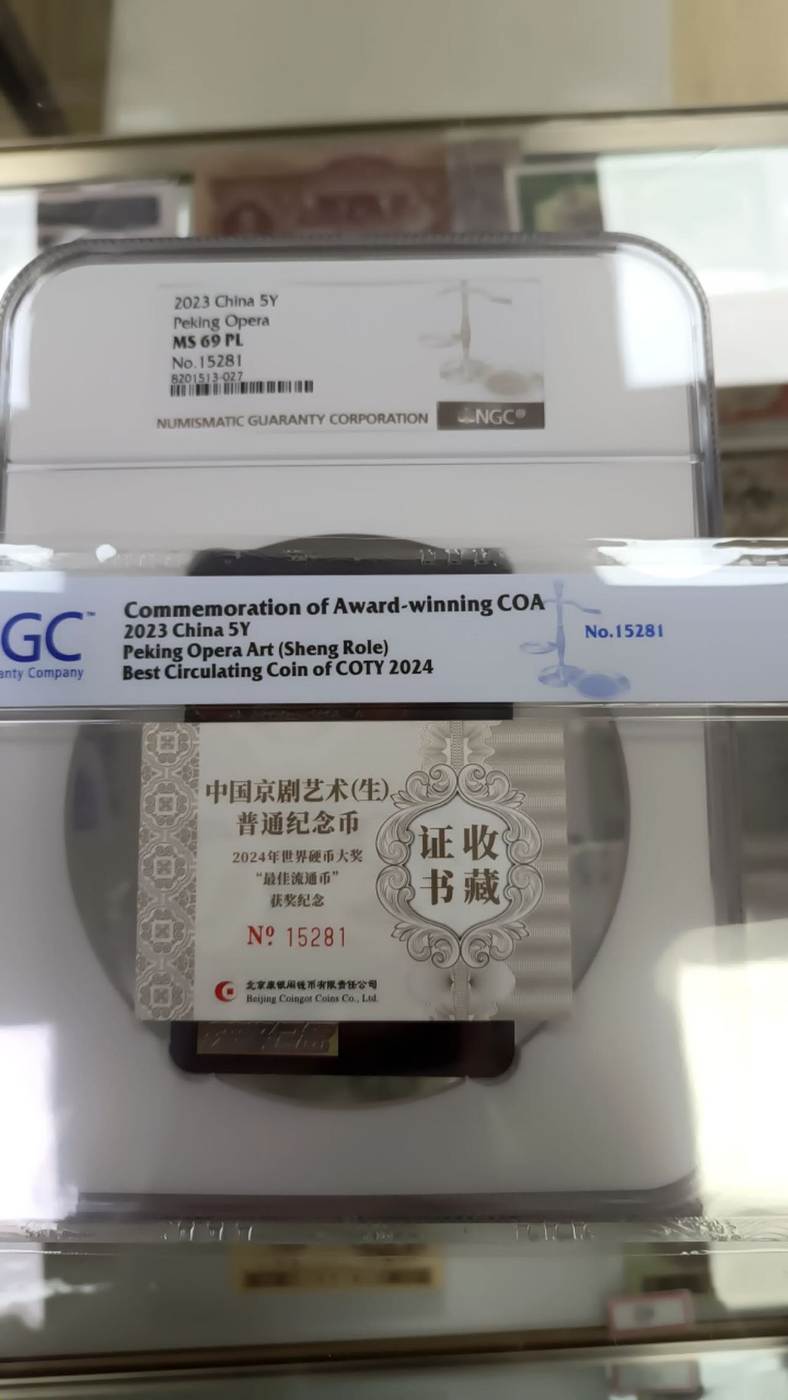 2023 China 5Y
Peking Opera
MS 69 PL
No.15281
8201513-027
NUMISMATIC GUARANTY CORPORATION
NGC®
GC™
anty Company
Commemoration of Award-winning COA
2023 China 5Y
Peking Opera Art (Sheng Role)
Best Circulating Coin of COTY 2024
No.15281
中国京剧艺术(生)
普通纪念币
2024年世界硬币大奖
“最佳流通币”
获奖纪念
Nº 15281
收藏
证书
北京康银阁钱币有限责任公司
Beijing Coingot Coins Co., Ltd.